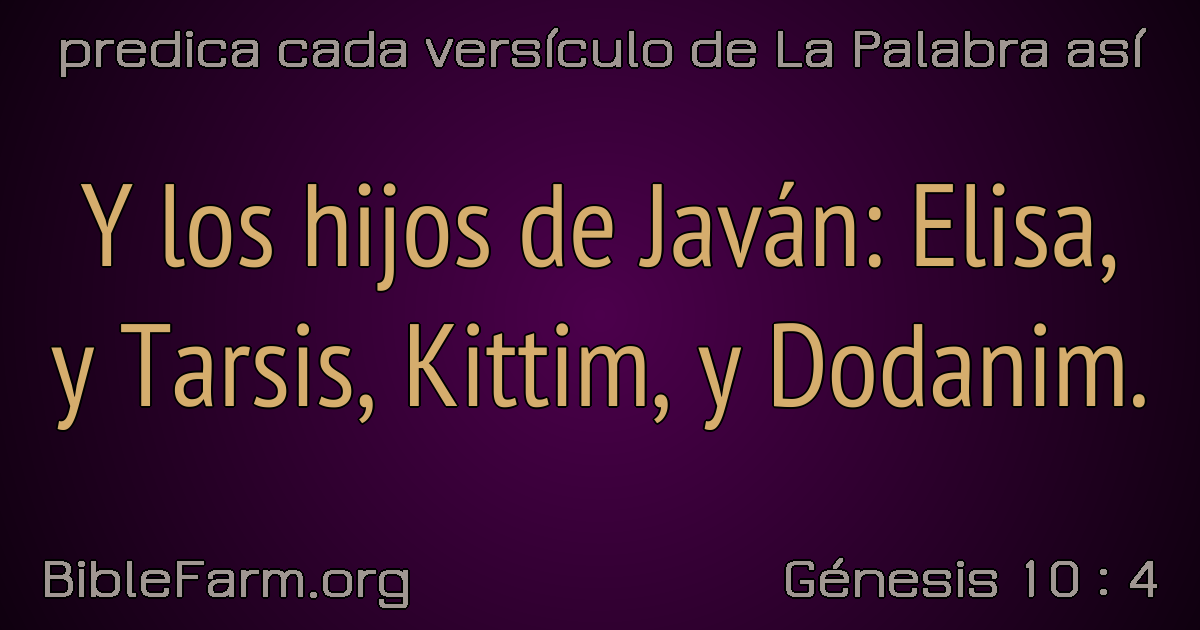 predica cada versículo de La Palabra así
Y los hijos de Javán: Elisa,
y Tarsis, Kittim, y Dodanim.
BibleFarm.org
Génesis 10 : 4